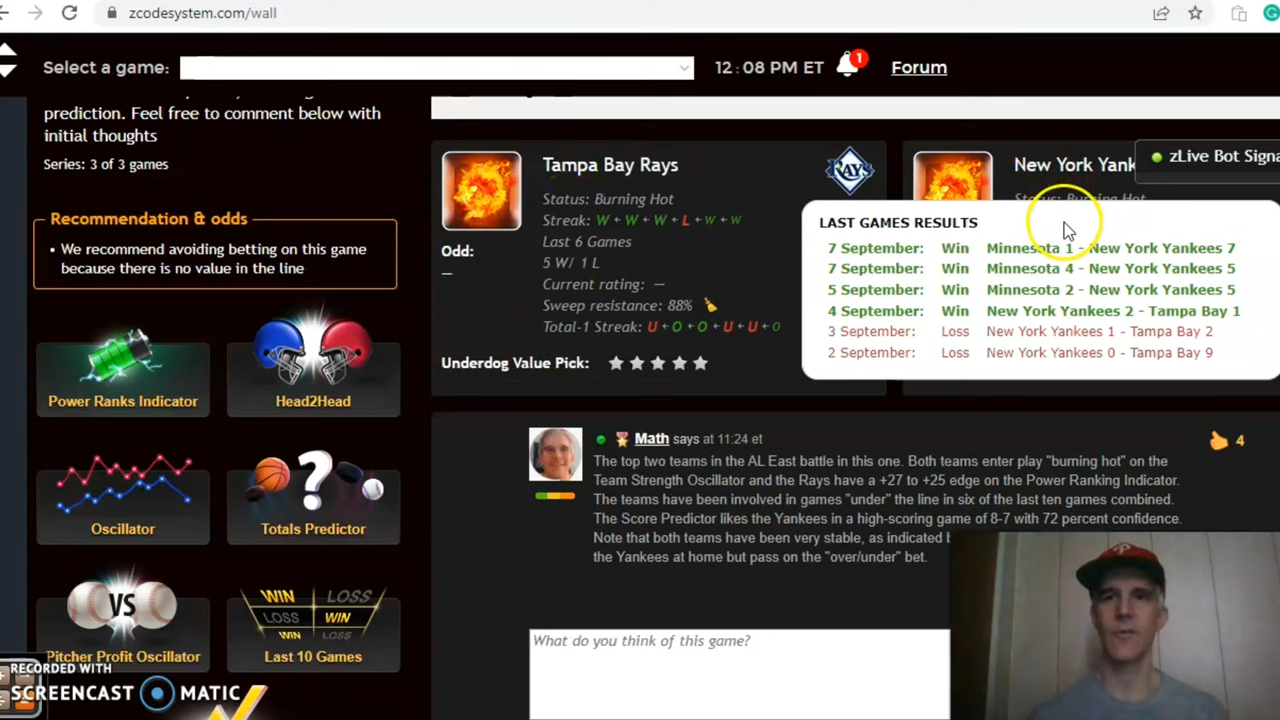 zcodesystem.com/wall
Select a game:
12:08 PM ET
1
Forum
prediction. Feel free to comment below with
initial thoughts
Series: 3 of 3 games
Recommendation & odds
• We recommend avoiding betting on this game
because there is no value in the line
Power Ranks Indicator
Head2Head
Oscillator
Totals Predictor
VS
Pitcher Profit Oscillator
WIN LOSS
LOSS WIN
WIN LOSS
Last 10 Games
RECORDED WITH
SCREENCAST MATIC
Tampa Bay Rays
RAYS
Status: Burning Hot
Streak: W W W L W W
Odd:
Last 6 Games
—
5 W/ 1 L
Current rating: —
Sweep resistance: 88%
Total-1 Streak: U O O U U O
Underdog Value Pick:
New York Yank
Status: Burning Hot
zLive Bot Signa
LAST GAMES RESULTS
7 September: Win Minnesota 1 - New York Yankees 7
7 September: Win Minnesota 4 - New York Yankees 5
5 September: Win Minnesota 2 - New York Yankees 5
4 September: Win New York Yankees 2 - Tampa Bay 1
3 September: Loss New York Yankees 1 - Tampa Bay 2
2 September: Loss New York Yankees 0 - Tampa Bay 9
Math says at 11:24 et
4
The top two teams in the AL East battle in this one. Both teams enter play "burning hot" on the
Team Strength Oscillator and the Rays have a +27 to +25 edge on the Power Ranking Indicator.
The teams have been involved in games "under" the line in six of the last ten games combined.
The Score Predictor likes the Yankees in a high-scoring game of 8-7 with 72 percent confidence.
Note that both teams have been very stable, as indicated
the Yankees at home but pass on the "over/under" bet.
What do you think of this game?